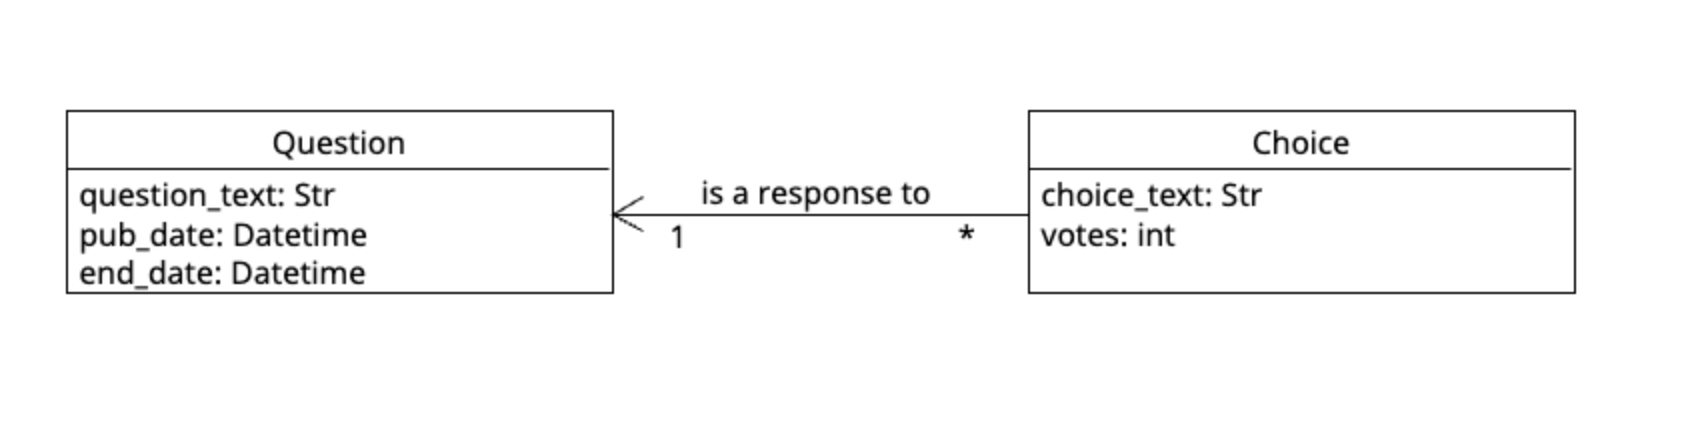 Question
question_text: Str
pub_date: Datetime
end_date: Datetime
is a response to
1
*
Choice
choice_text: Str
votes: int